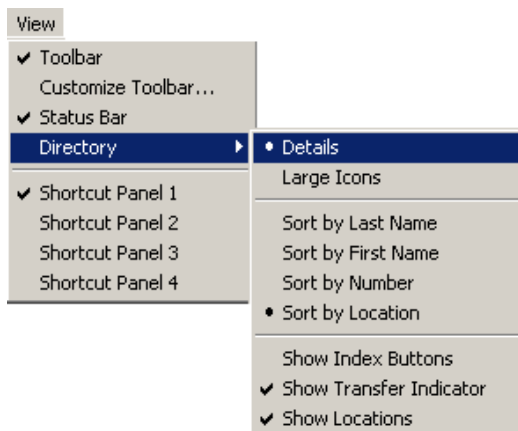 View
Toolbar
Customize Toolbar...
Status Bar
Directory
Shortcut Panel 1
Shortcut Panel 2
Shortcut Panel 3
Shortcut Panel 4
Details
Large Icons
Sort by Last Name
Sort by First Name
Sort by Number
Sort by Location
Show Index Buttons
Show Transfer Indicator
Show Locations